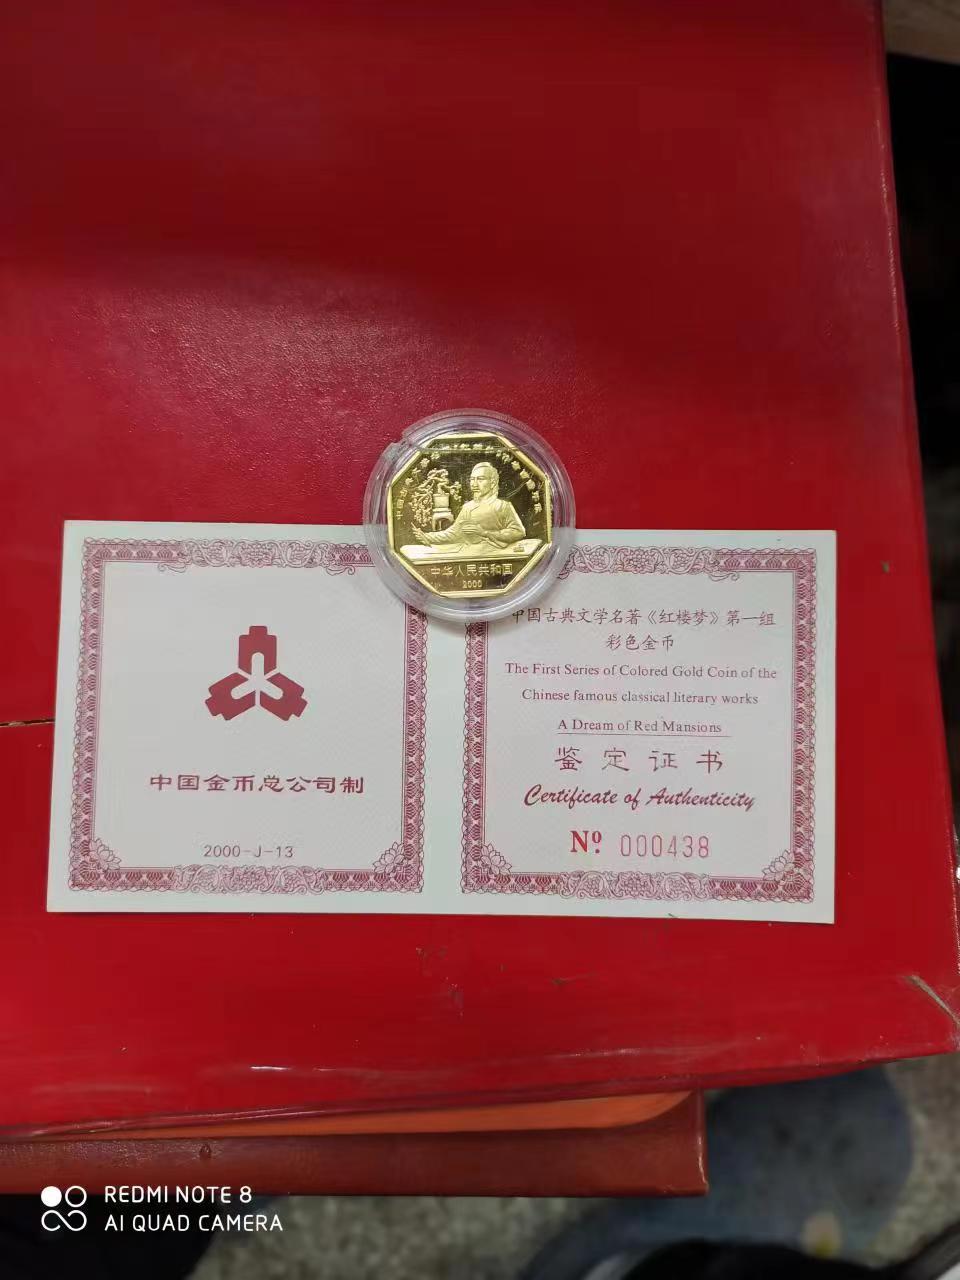 中华人民共和国
2000
中国金币总公司制
2000-J-13
中国古典文学名著《红楼梦》第一组
彩色金币
The First Series of Colored Gold Coin of the
Chinese famous classical literary works
A Dream of Red Mansions
鉴定证书
Certificate of Authenticity
Nº. 000438
REDMI NOTE 8
AI QUAD CAMERA